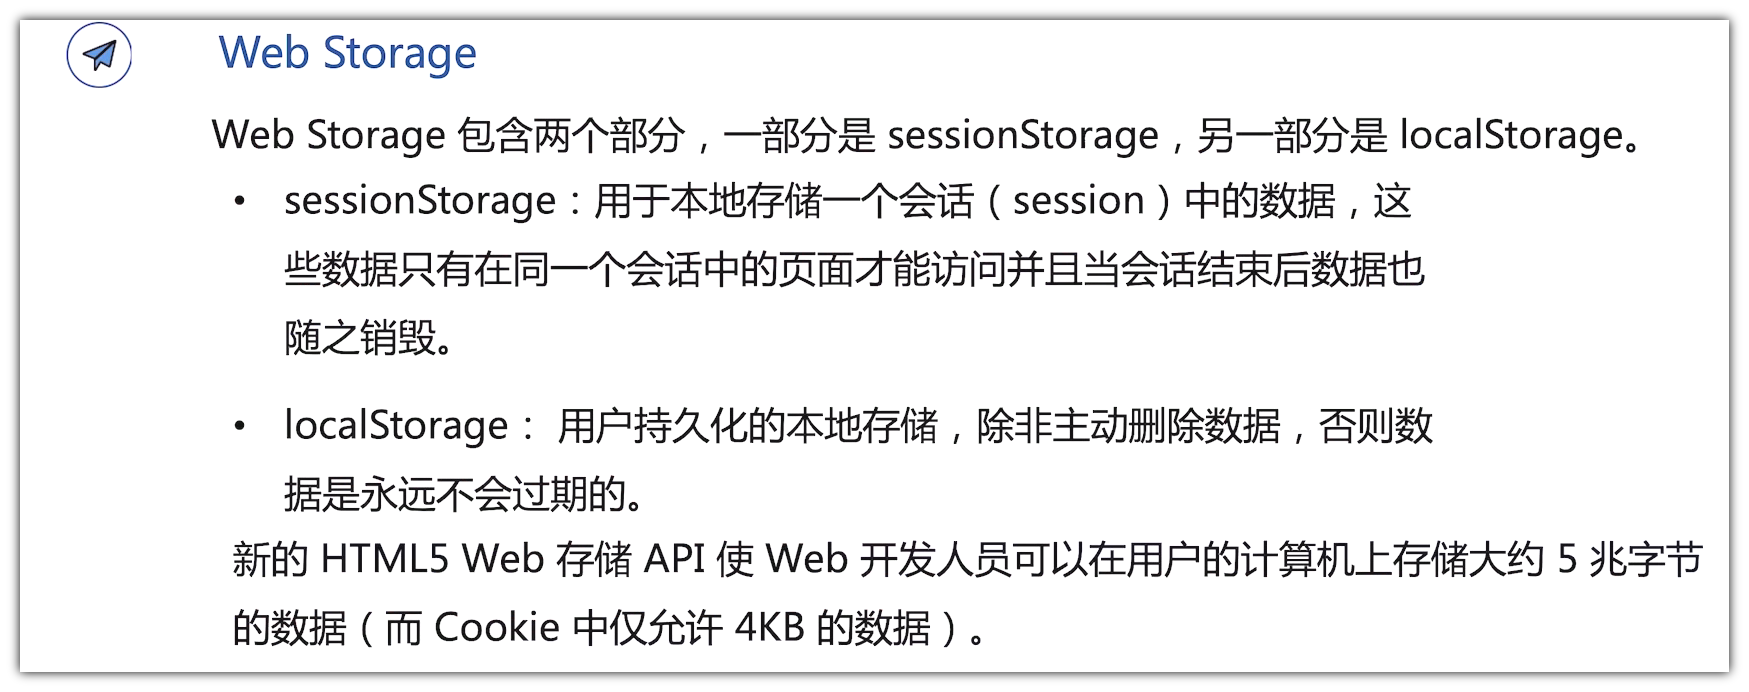 Web Storage
Web Storage 包含两个部分，一部分是 sessionStorage，另一部分是 localStorage。
• sessionStorage：用于本地存储一个会话（session）中的数据，这
些数据只有在同一个会话中的页面才能访问并且当会话结束后数据也
随之销毁。
• localStorage： 用户持久化的本地存储，除非主动删除数据，否则数
据是永远不会过期的。
新的 HTML5 Web 存储 API 使 Web 开发人员可以在用户的计算机上存储大约 5 兆字节
的数据（而 Cookie 中仅允许 4KB 的数据）。